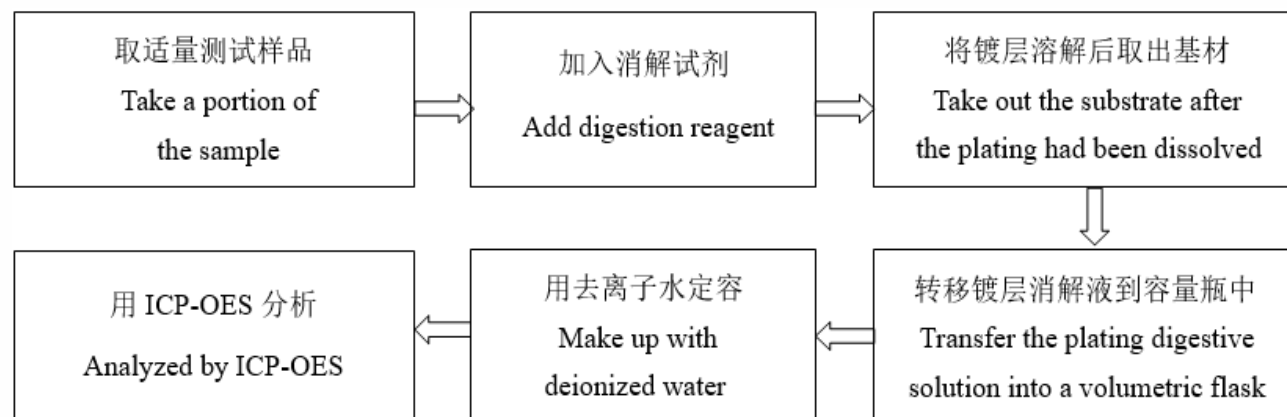 取适量测试样品
Take a portion of
the sample
加入消解试剂
Add digestion reagent
将镀层溶解后取出基材
Take out the substrate after
the plating had been dissolved
转移镀层消解液到容量瓶中
Transfer the plating digestive
solution into a volumetric flask
用去离子水定容
Make up with
deionized water
用 ICP-OES 分析
Analyzed by ICP-OES